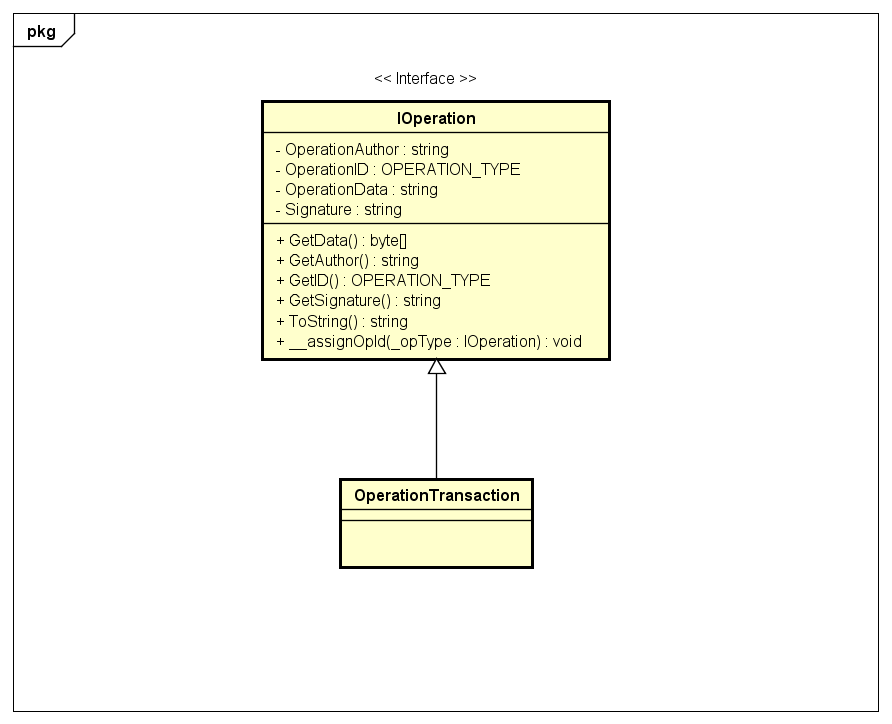 pkg
<< Interface >>
IOperation
- OperationAuthor : string
- OperationID : OPERATION_TYPE
- OperationData : string
- Signature : string
+ GetData() : byte[]
+ GetAuthor() : string
+ GetID() : OPERATION_TYPE
+ GetSignature() : string
+ ToString() : string
+ __assignOpId(_opType : IOperation) : void
OperationTransaction